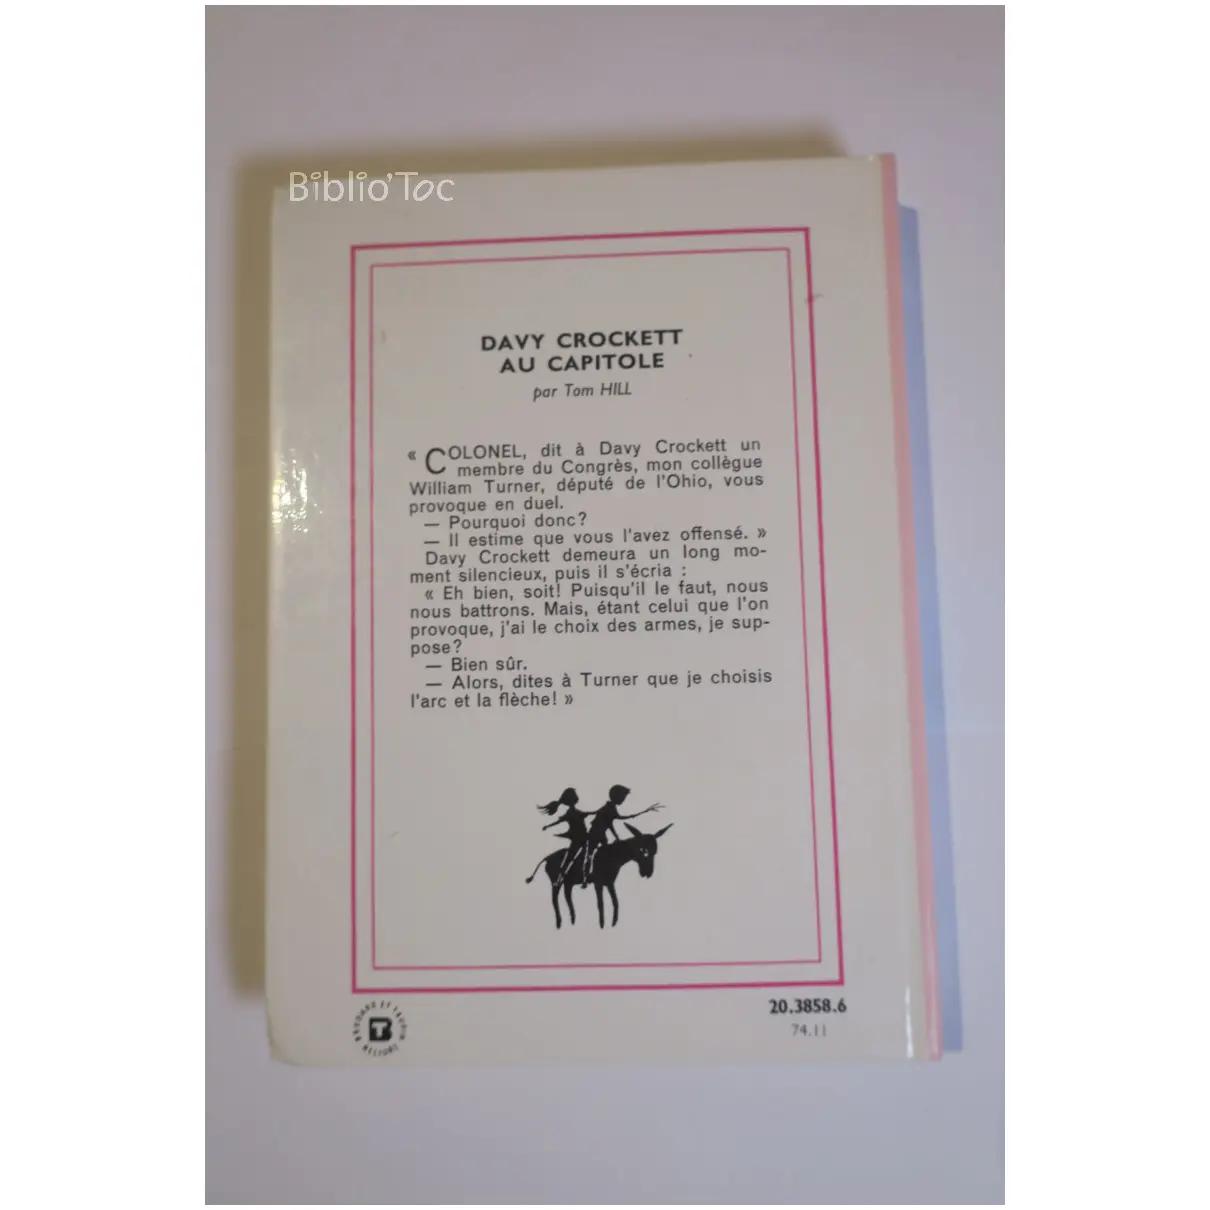 Biblio'Toc
DAVY CROCKETT
AU CAPITOLE
par Tom HILL
« COLONEL, dit à Davy Crockett un
membre du Congrès, mon collègue
William Turner, député de l'Ohio, vous
provoque en duel.
— Pourquoi donc?
— Il estime que vous l'avez offensé. »
Davy Crockett demeura un long mo-
ment silencieux, puis il s'écria :
« Eh bien, soit! Puisqu'il le faut, nous
nous battrons. Mais, étant celui que l'on
provoque, j'ai le choix des armes, je sup-
pose?
— Bien sûr.
— Alors, dites à Turner que je choisis
l'arc et la flèche! »
20.3858.6
74.11
BRODARD ET TAUPIN
BT